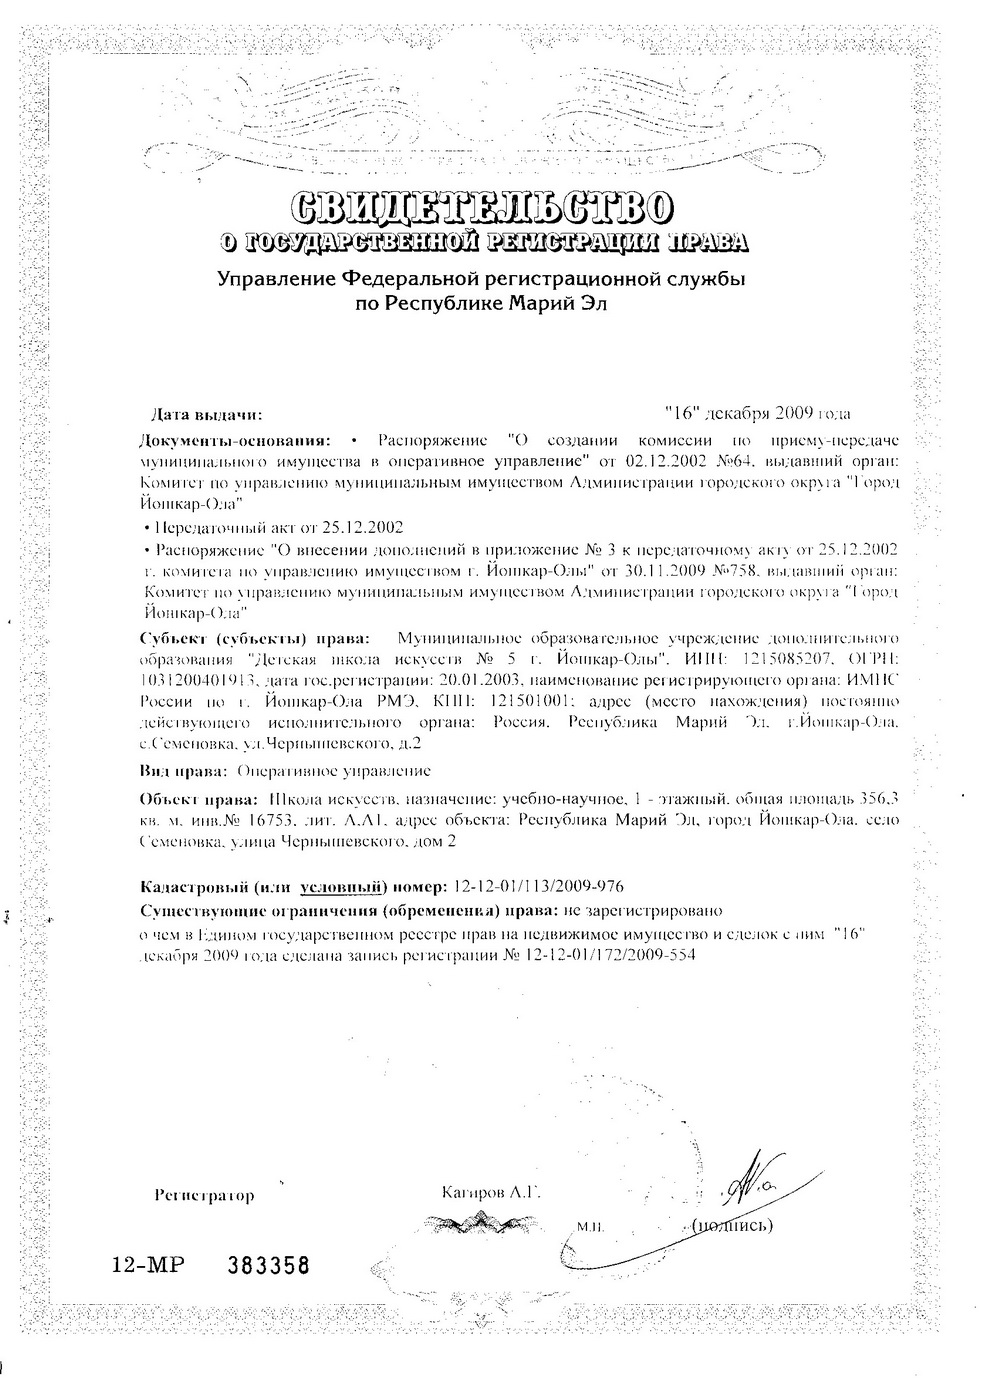 СВИДЕТЕЛЬСТВО
О ГОСУДАРСТВЕННОЙ РЕГИСТРАЦИИ ПРАВА
Управление Федеральной регистрационной службы
по Республике Марий Эл
Дата выдачи: "16" декабря 2009 года
Документы-основания: • Распоряжение "О создании комиссии по приему-передаче
муниципального имущества в оперативное управление" от 02.12.2002 №64, выдавший орган:
Комитет по управлению муниципальным имуществом Администрации городского округа "Город
Йошкар-Ола"
• Передаточный акт от 25.12.2002
• Распоряжение "О внесении дополнений в приложение № 3 к передаточному акту от 25.12.2002
г. комитета по управлению имуществом г. Йошкар-Олы" от 30.11.2009 №758, выдавший орган:
Комитет по управлению муниципальным имуществом Администрации городского округа "Город
Йошкар-Ола"
Субъект (субъекты) права: Муниципальное образовательное учреждение дополнительного
образования "Детская школа искусств № 5 г. Йошкар-Олы", ИНН: 1215085207, ОГРН:
1031200401913, дата гос.регистрации: 20.01.2003, наименование регистрирующего органа: ИМНС
России по г. Йошкар-Ола РМЭ, КПП: 121501001; адрес (место нахождения) постоянно
действующего исполнительного органа: Россия, Республика Марий Эл, г.Йошкар-Ола,
с.Семеновка, ул.Чернышевского, д.2
Вид права: Оперативное управление
Объект права: Школа искусств, назначение: учебно-научное, 1 - этажный, общая площадь 356,3
кв. м, инв.№ 16753, лит. А,А1, адрес объекта: Республика Марий Эл, город Йошкар-Ола, село
Семеновка, улица Чернышевского, дом 2
Кадастровый (или условный) номер: 12-12-01/113/2009-976
Существующие ограничения (обременения) права: не зарегистрировано
о чем в Едином государственном реестре прав на недвижимое имущество и сделок с ним "16"
декабря 2009 года сделана запись регистрации № 12-12-01/172/2009-554
Регистратор Кагиров А.Г.
м.п. (подпись)
12-МР 383358